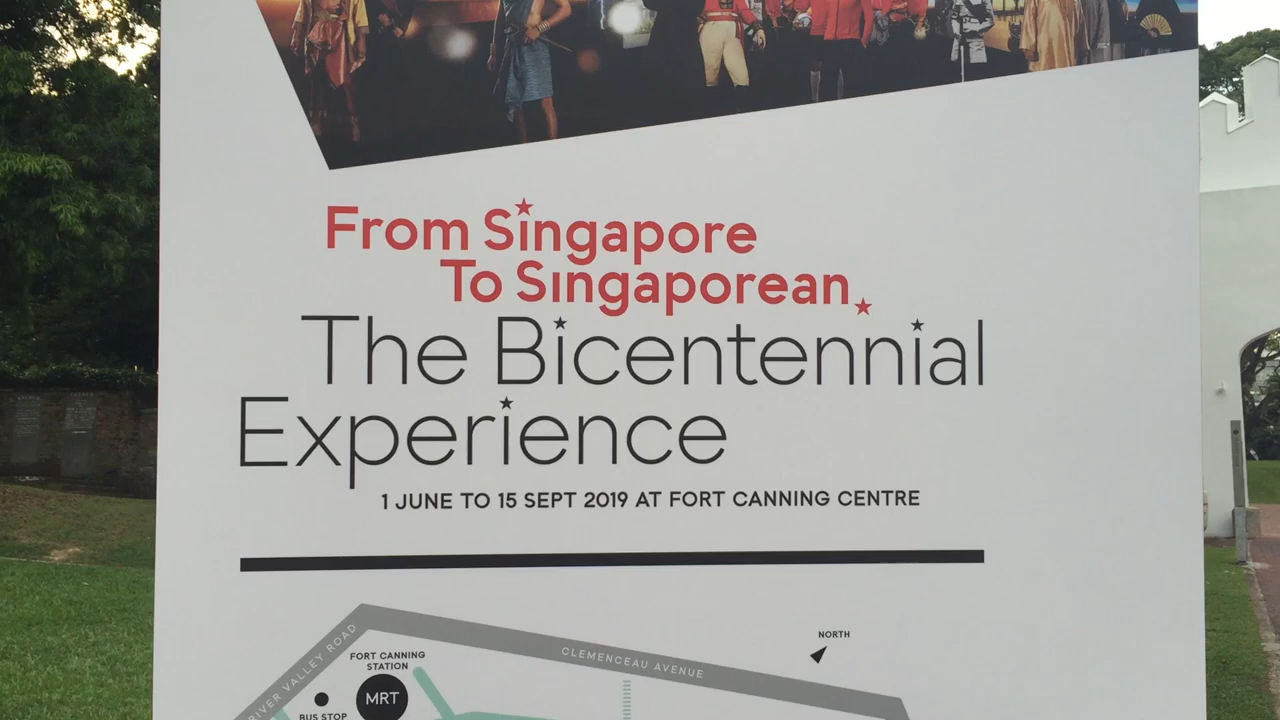 From Singapore
To Singaporean
The Bicentennial
Experience
1 JUNE TO 15 SEPT 2019 AT FORT CANNING CENTRE
NORTH
CLEMENCEAU AVENUE
RIVER VALLEY ROAD
FORT CANNING
STATION
MRT
BUS STOP